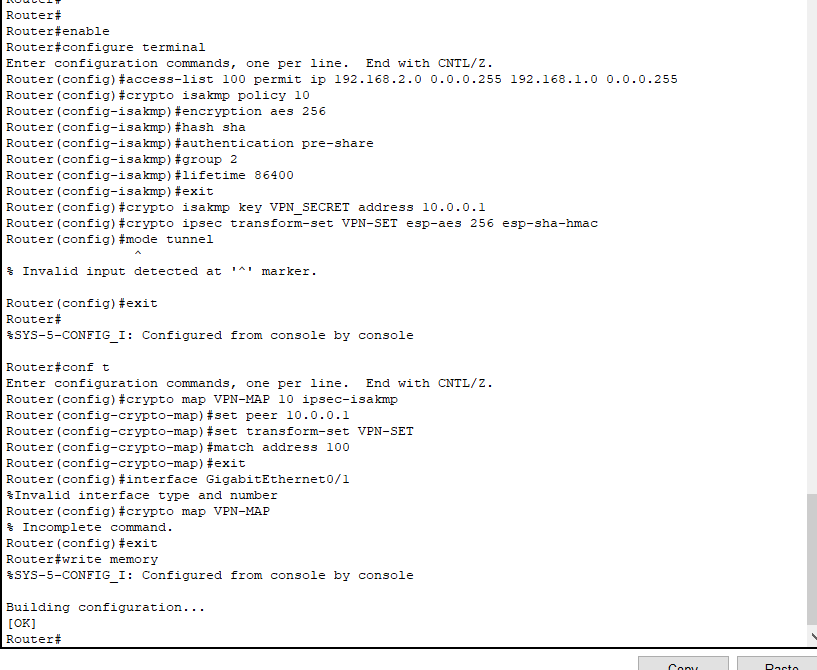 Router#
Router#
Router#enable
Router#configure terminal
Enter configuration commands, one per line.  End with CNTL/Z.
Router(config)#access-list 100 permit ip 192.168.2.0 0.0.0.255 192.168.1.0 0.0.0.255
Router(config)#crypto isakmp policy 10
Router(config-isakmp)#encryption aes 256
Router(config-isakmp)#hash sha
Router(config-isakmp)#authentication pre-share
Router(config-isakmp)#group 2
Router(config-isakmp)#lifetime 86400
Router(config-isakmp)#exit
Router(config)#crypto isakmp key VPN_SECRET address 10.0.0.1
Router(config)#crypto ipsec transform-set VPN-SET esp-aes 256 esp-sha-hmac
Router(config)#mode tunnel
^
% Invalid input detected at '^' marker.
Router(config)#exit
Router#
%SYS-5-CONFIG_I: Configured from console by console
Router#conf t
Enter configuration commands, one per line.  End with CNTL/Z.
Router(config)#crypto map VPN-MAP 10 ipsec-isakmp
Router(config-crypto-map)#set peer 10.0.0.1
Router(config-crypto-map)#set transform-set VPN-SET
Router(config-crypto-map)#match address 100
Router(config-crypto-map)#exit
Router(config)#interface GigabitEthernet0/1
%Invalid interface type and number
Router(config)#crypto map VPN-MAP
% Incomplete command.
Router(config)#exit
Router#write memory
%SYS-5-CONFIG_I: Configured from console by console
Building configuration...
[OK]
Router#
Copy Paste